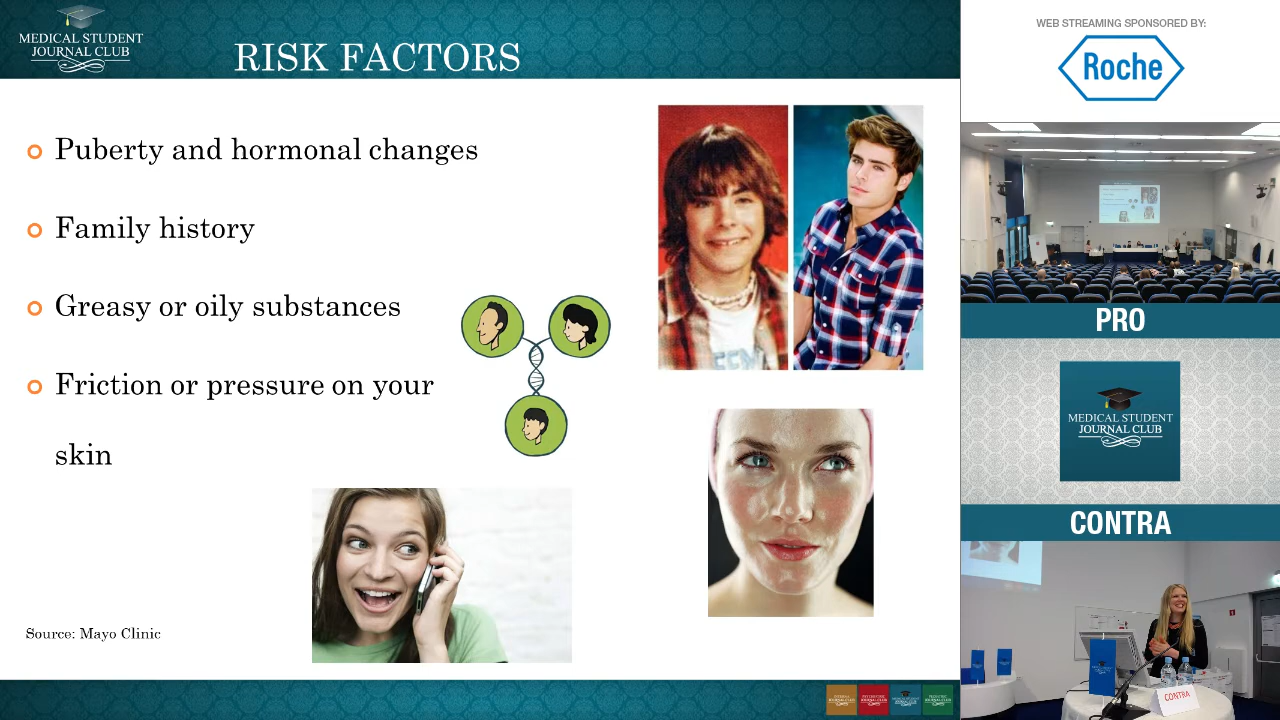 MEDICAL STUDENT
JOURNAL CLUB
RISK FACTORS
Puberty and hormonal changes
Family history
Greasy or oily substances
Friction or pressure on your
skin
Source: Mayo Clinic
WEB STREAMING SPONSORED BY:
Roche
PRO
MEDICAL STUDENT
JOURNAL CLUB
CONTRA
CONTRA